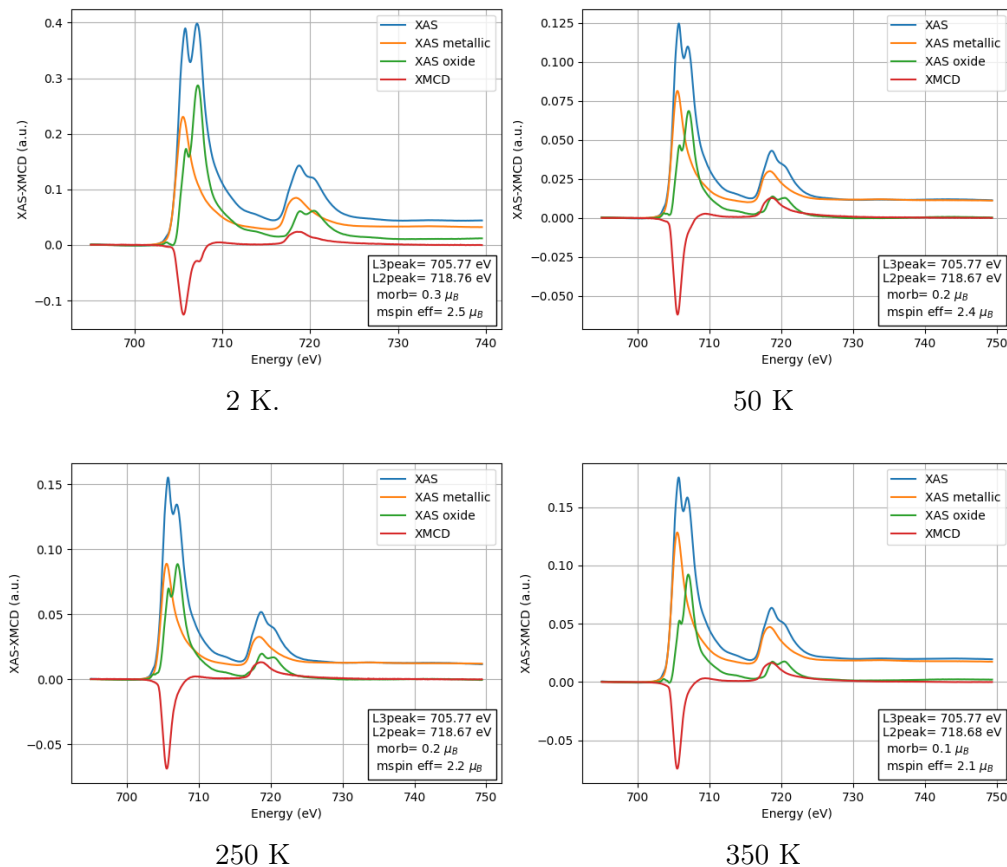 XAS-XMCD (a.u.)
0.4
0.3
0.2
0.1
0.0
−0.1
XAS
XAS metallic
XAS oxide
XMCD
L3peak= 705.77 eV
L2peak= 718.76 eV
morb= 0.3 μB
mspin eff= 2.5 μB
700 710 720 730 740
Energy (eV)
2 K.
XAS-XMCD (a.u.)
0.125
0.100
0.075
0.050
0.025
0.000
−0.025
−0.050
XAS
XAS metallic
XAS oxide
XMCD
L3peak= 705.77 eV
L2peak= 718.67 eV
morb= 0.2 μB
mspin eff= 2.4 μB
700 710 720 730 740 750
Energy (eV)
50 K
XAS-XMCD (a.u.)
0.15
0.10
0.05
0.00
−0.05
XAS
XAS metallic
XAS oxide
XMCD
L3peak= 705.77 eV
L2peak= 718.67 eV
morb= 0.2 μB
mspin eff= 2.2 μB
700 710 720 730 740 750
Energy (eV)
250 K
XAS-XMCD (a.u.)
0.15
0.10
0.05
0.00
−0.05
XAS
XAS metallic
XAS oxide
XMCD
L3peak= 705.77 eV
L2peak= 718.68 eV
morb= 0.1 μB
mspin eff= 2.1 μB
700 710 720 730 740 750
Energy (eV)
350 K